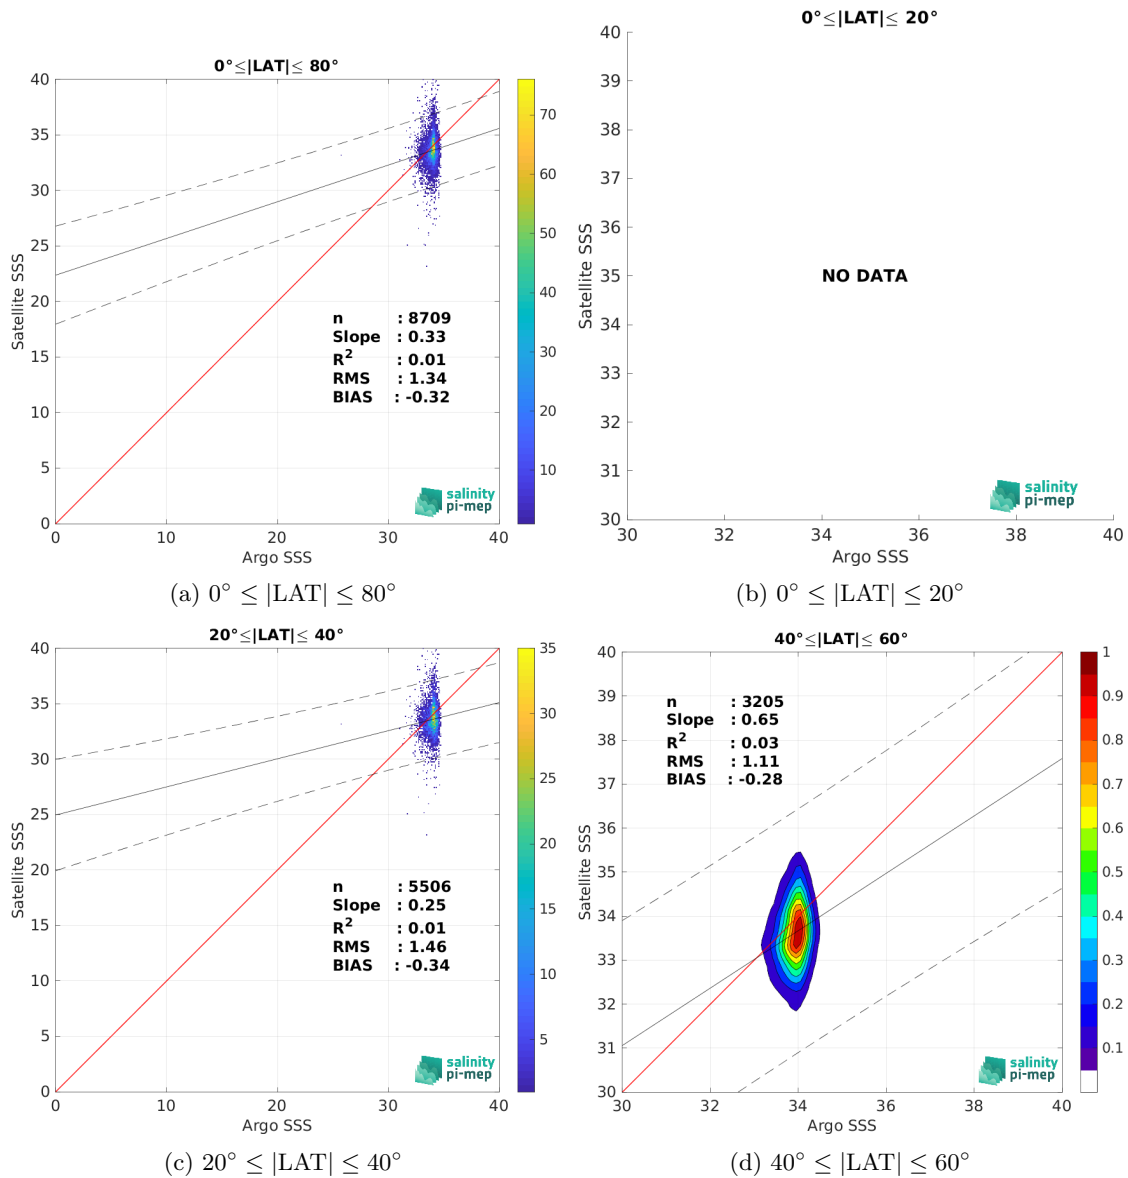 0°≤|LAT|≤ 80°
40
35
30
25
20
15
10
5
0
Satellite SSS
n : 8709
Slope : 0.33
R² : 0.01
RMS : 1.34
BIAS : -0.32
salinity
pi-mep
0 10 20 30 40
Argo SSS
70
60
50
40
30
20
10
(a) 0° ≤ |LAT| ≤ 80°
0°≤|LAT|≤ 20°
40
39
38
37
36
35
34
33
32
31
30
Satellite SSS
NO DATA
salinity
pi-mep
30 32 34 36 38 40
Argo SSS
(b) 0° ≤ |LAT| ≤ 20°
20°≤|LAT|≤ 40°
40
35
30
25
20
15
10
5
0
Satellite SSS
n : 5506
Slope : 0.25
R² : 0.01
RMS : 1.46
BIAS : -0.34
salinity
pi-mep
0 10 20 30 40
Argo SSS
35
30
25
20
15
10
5
(c) 20° ≤ |LAT| ≤ 40°
40°≤|LAT|≤ 60°
40
39
38
37
36
35
34
33
32
31
30
Satellite SSS
n : 3205
Slope : 0.65
R² : 0.03
RMS : 1.11
BIAS : -0.28
salinity
pi-mep
30 32 34 36 38 40
Argo SSS
1
0.9
0.8
0.7
0.6
0.5
0.4
0.3
0.2
0.1
(d) 40° ≤ |LAT| ≤ 60°